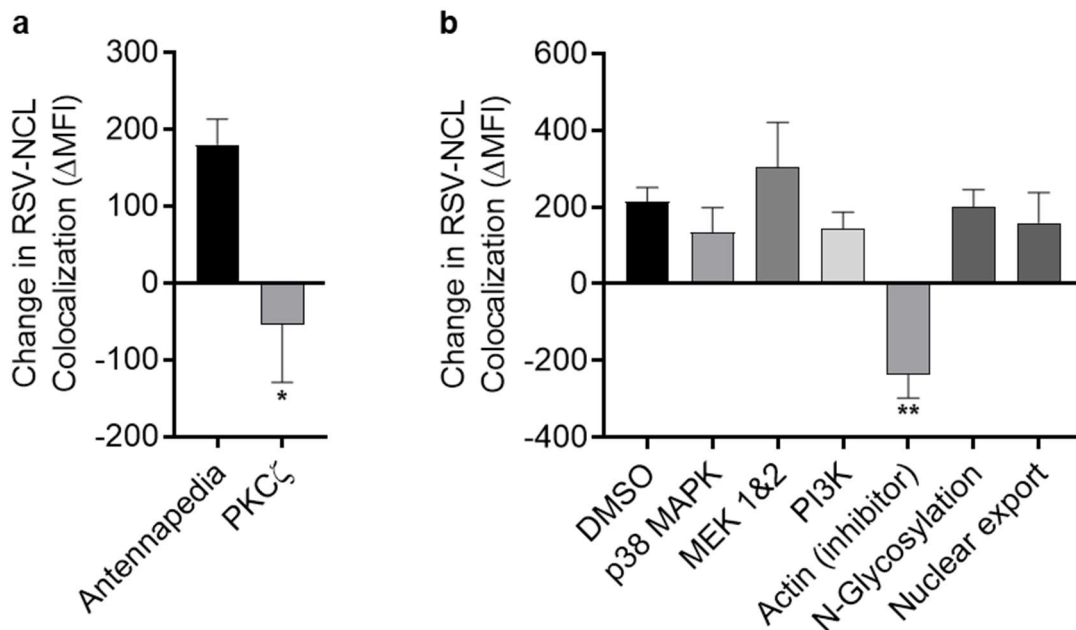 a
Change in RSV-NCL
Colocalization (ΔMFI)
300
200
100
0
-100
-200
*
Antennapedia
PKCζ
b
Change in RSV-NCL
Colocalization (ΔMFI)
600
400
200
0
-200
-400
**
DMSO
p38 MAPK
MEK 1&2
PI3K
Actin (inhibitor)
N-Glycosylation
Nuclear export